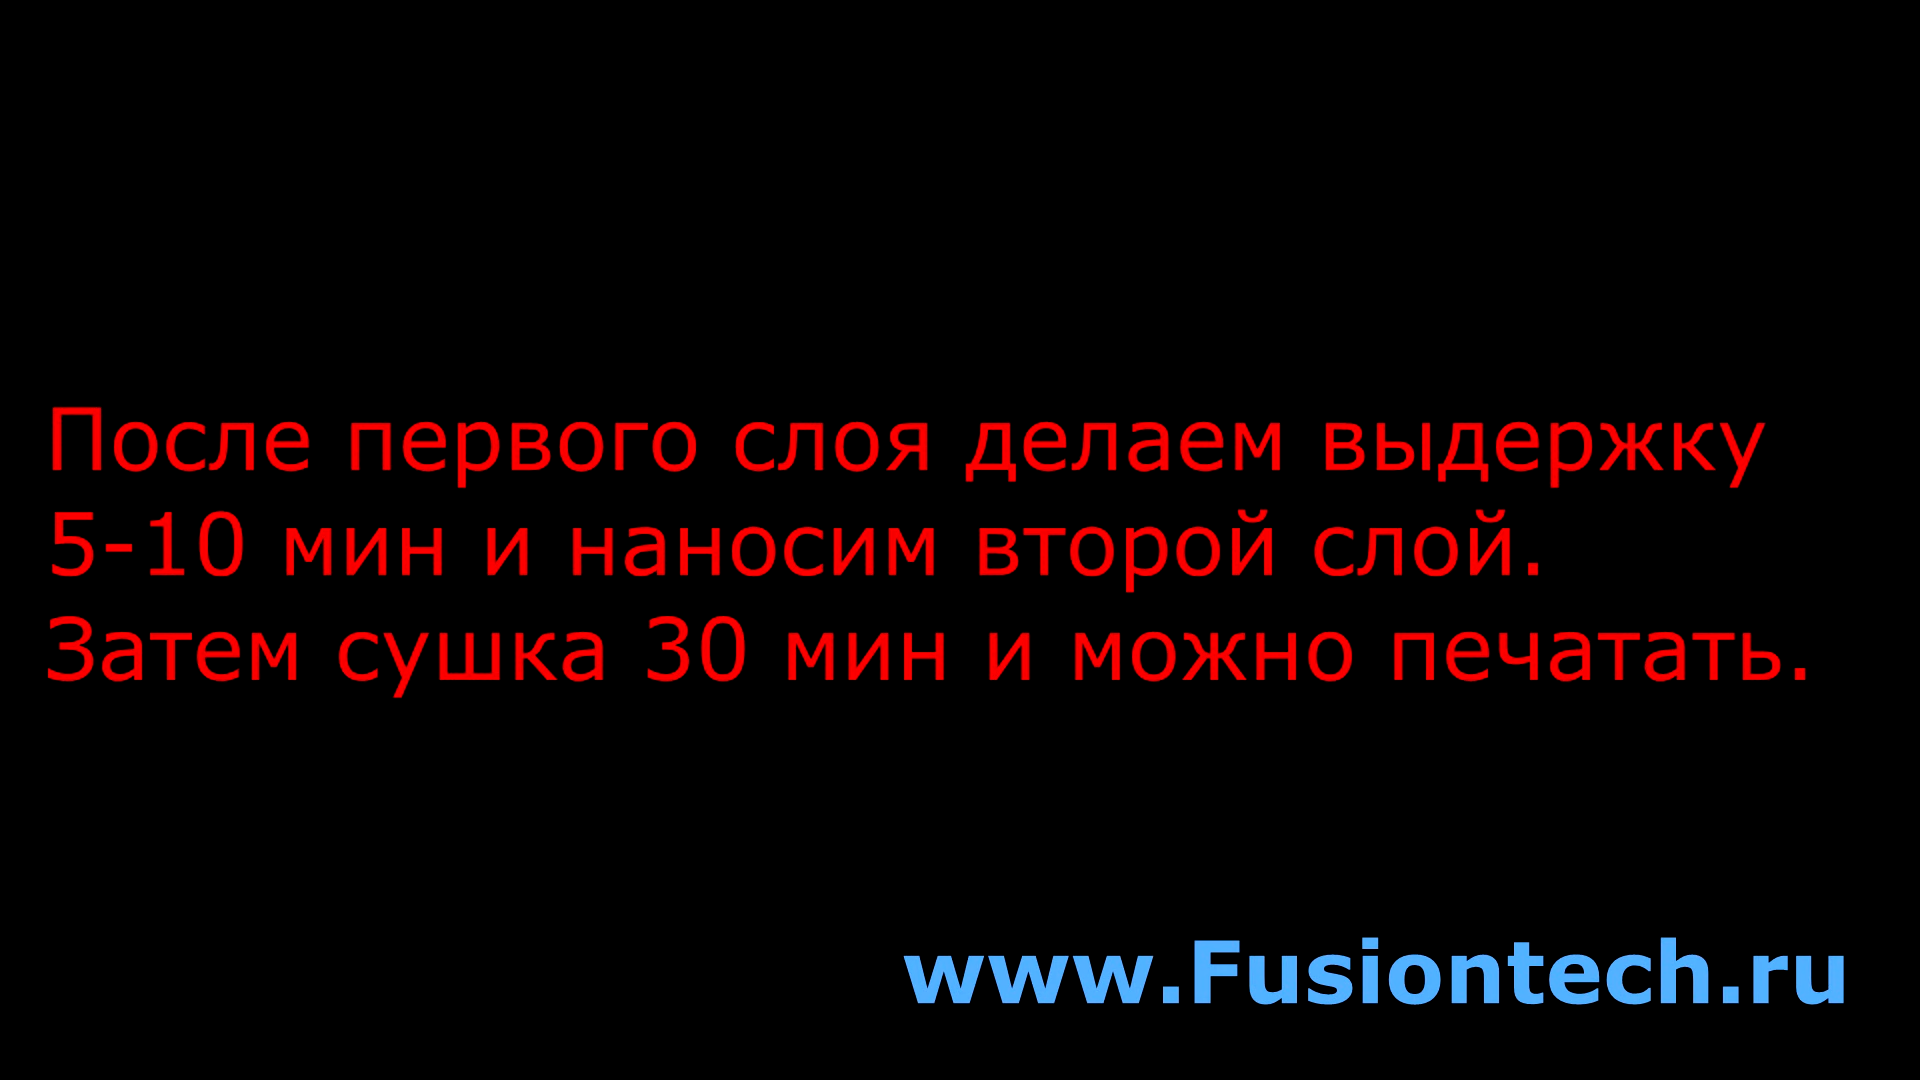 После первого слоя делаем выдержку
5-10 мин и наносим второй слой.
Затем сушка 30 мин и можно печатать.
www.Fusiontech.ru